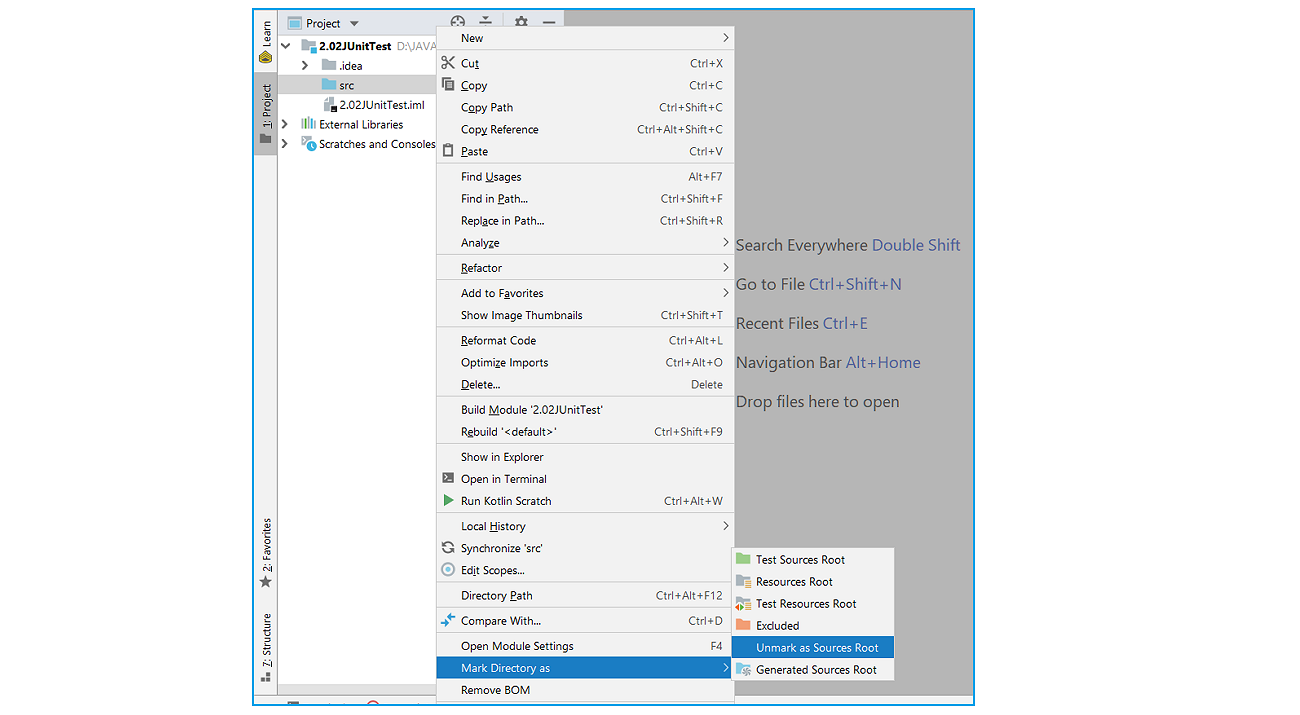 Learn
1: Project
2: Favorites
7: Structure
Project
2.02JUnitTest D:\JAVA
.idea
src
2.02JUnitTest.iml
External Libraries
Scratches and Consoles
New
Cut Ctrl+X
Copy Ctrl+C
Copy Path Ctrl+Shift+C
Copy Reference Ctrl+Alt+Shift+C
Paste Ctrl+V
Find Usages Alt+F7
Find in Path... Ctrl+Shift+F
Replace in Path... Ctrl+Shift+R
Analyze
Refactor
Add to Favorites
Show Image Thumbnails Ctrl+Shift+T
Reformat Code Ctrl+Alt+L
Optimize Imports Ctrl+Alt+O
Delete... Delete
Build Module '2.02JUnitTest'
Rebuild '<default>' Ctrl+Shift+F9
Show in Explorer
Open in Terminal
Run Kotlin Scratch Ctrl+Alt+W
Local History
Synchronize 'src'
Edit Scopes...
Directory Path Ctrl+Alt+F12
Compare With... Ctrl+D
Open Module Settings F4
Mark Directory as
Remove BOM
Test Sources Root
Resources Root
Test Resources Root
Excluded
Unmark as Sources Root
Generated Sources Root
Search Everywhere Double Shift
Go to File Ctrl+Shift+N
Recent Files Ctrl+E
Navigation Bar Alt+Home
Drop files here to open